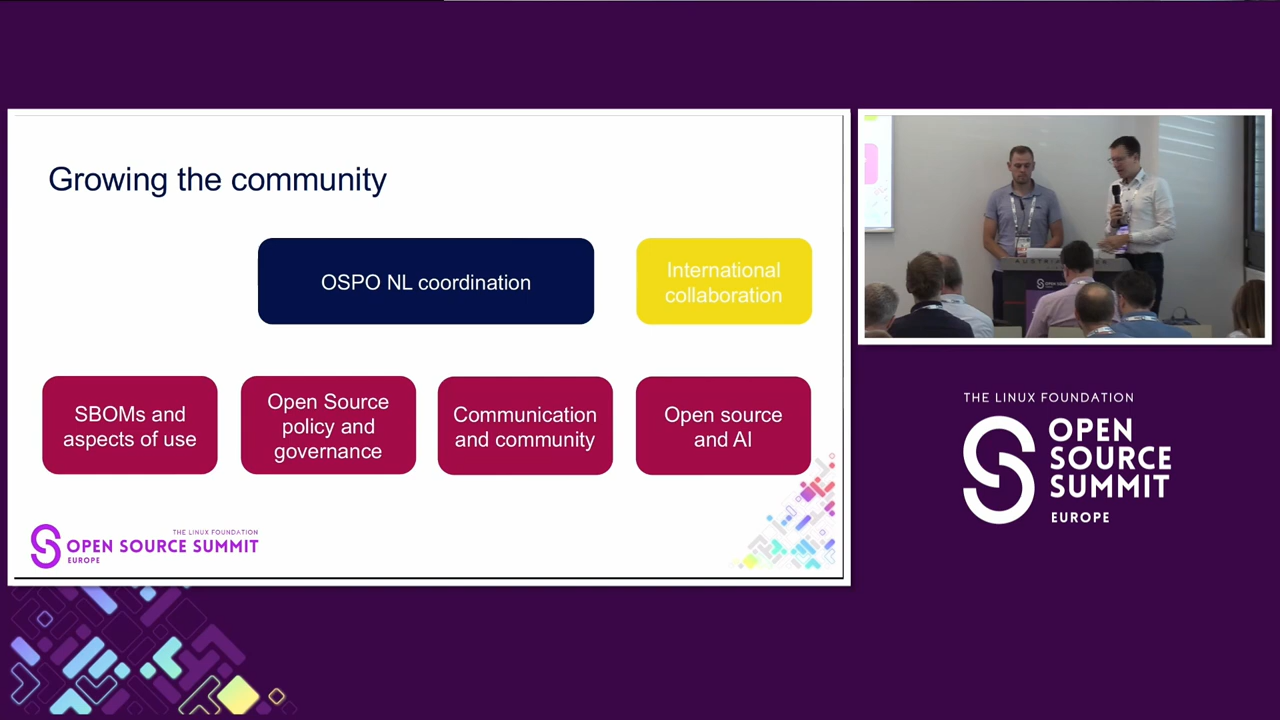 Growing the community
OSPO NL coordination
International
collaboration
SBOMs and
aspects of use
Open Source
policy and
governance
Communication
and community
Open source
and AI
THE LINUX FOUNDATION
OPEN SOURCE SUMMIT
EUROPE
THE LINUX FOUNDATION
OPEN
SOURCE
SUMMIT
EUROPE